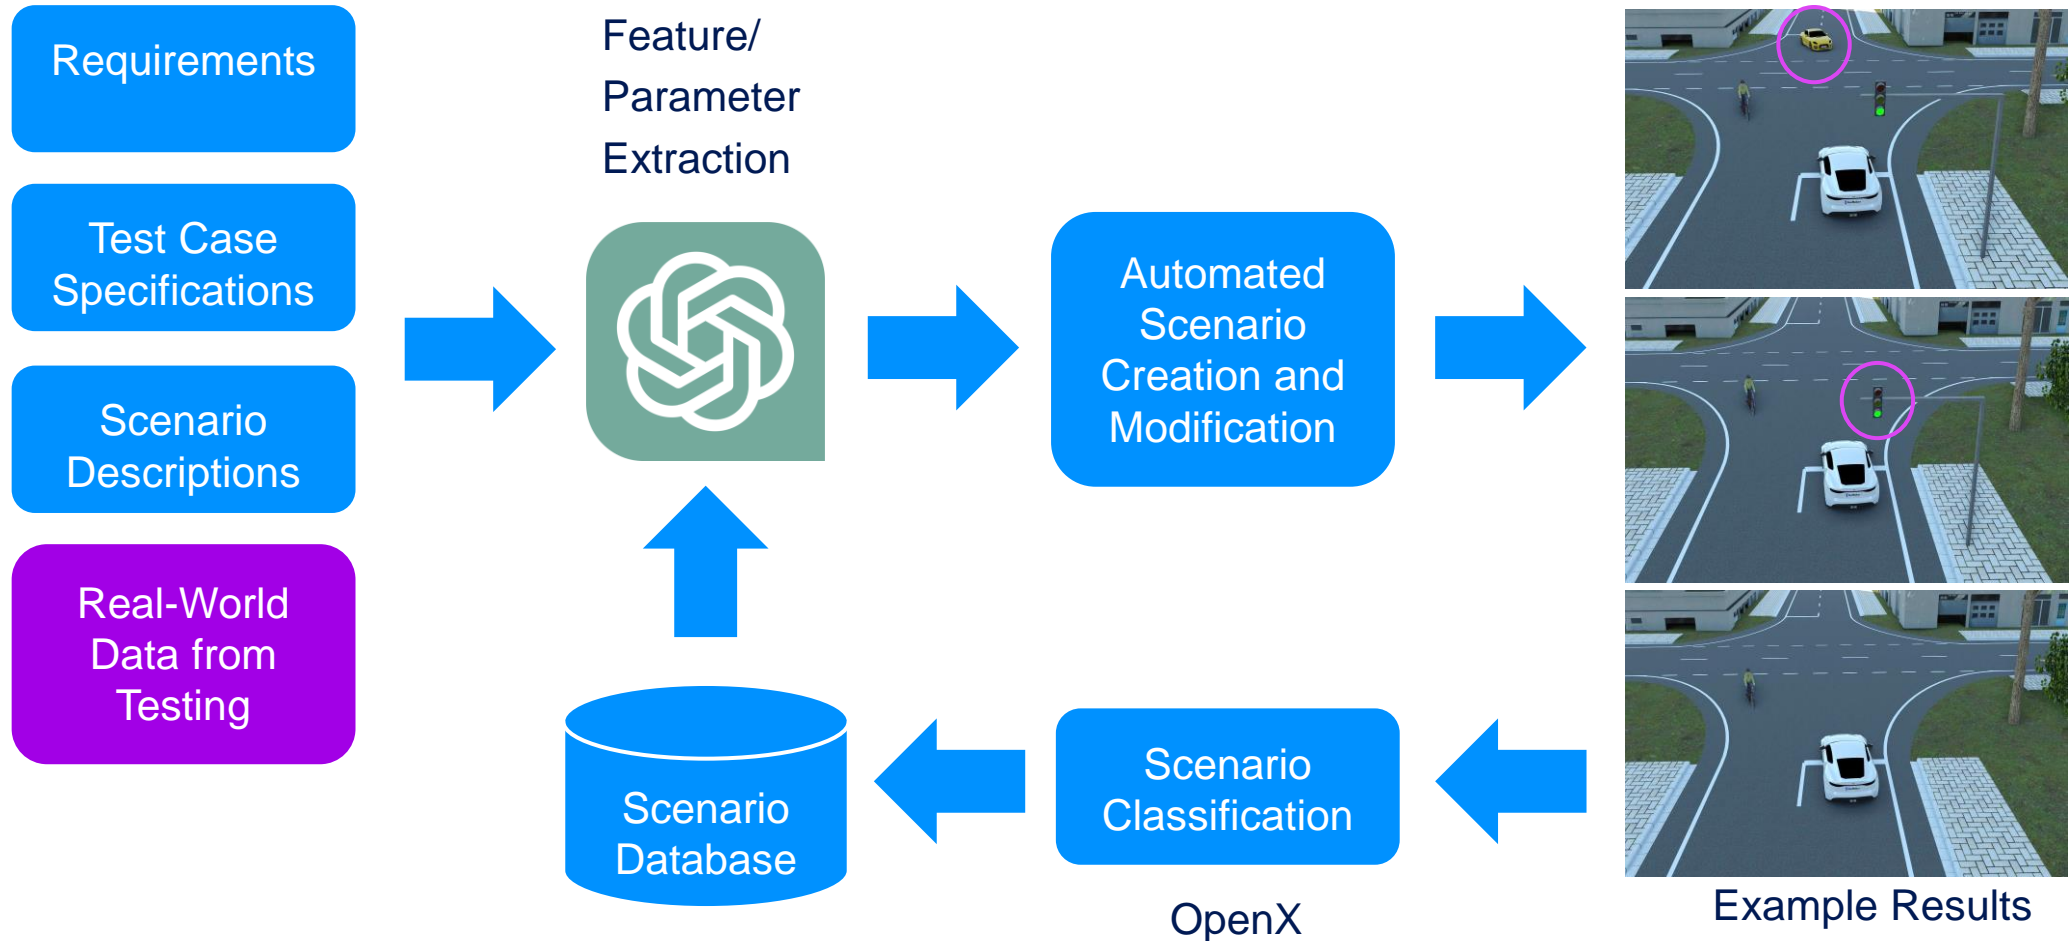 Requirements
Test Case
Specifications
Scenario
Descriptions
Real-World
Data from
Testing
Feature/
Parameter
Extraction
Automated
Scenario
Creation and
Modification
Scenario
Database
Scenario
Classification
OpenX
Example Results